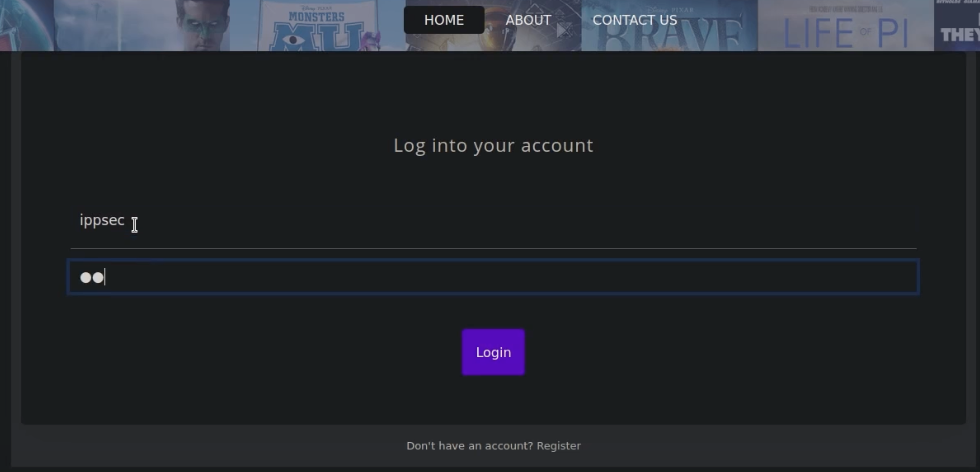 HOME ABOUT CONTACT US
MONSTERS
BRAVE
LIFE OF PI
THEY
Log into your account
ippsec
Login
Don't have an account? Register